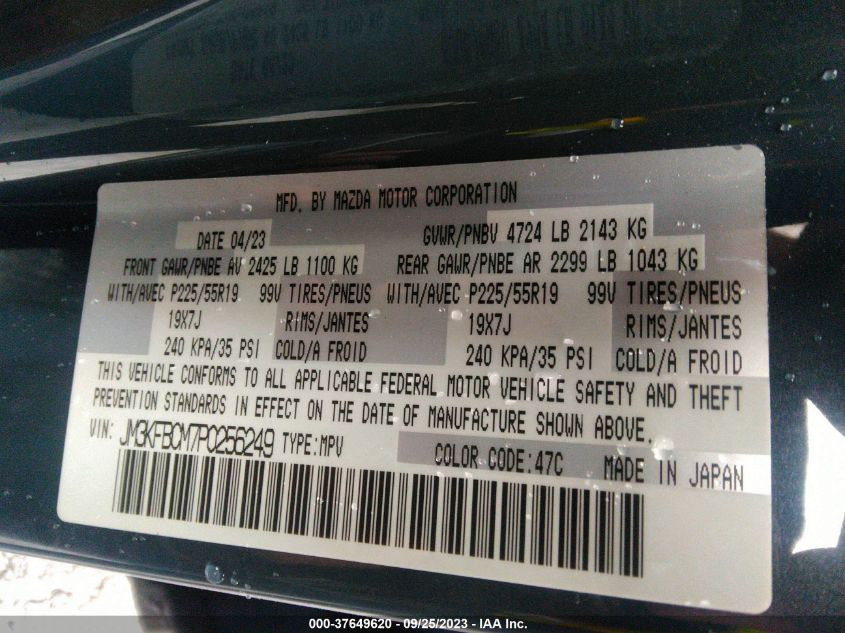 MFD. BY MAZDA MOTOR CORPORATION
DATE 04/23 GVWR/PNBV 4724 LB 2143 KG
FRONT GAWR/PNBE AV 2425 LB 1100 KG REAR GAWR/PNBE AR 2299 LB 1043 KG
WITH/AVEC P225/55R19 99V TIRES/PNEUS WITH/AVEC P225/55R19 99V TIRES/PNEUS
19X7J RIMS/JANTES 19X7J RIMS/JANTES
240 KPA/35 PSI COLD/A FROID 240 KPA/35 PSI COLD/A FROID
THIS VEHICLE CONFORMS TO ALL APPLICABLE FEDERAL MOTOR VEHICLE SAFETY AND THEFT
PREVENTION STANDARDS IN EFFECT ON THE DATE OF MANUFACTURE SHOWN ABOVE.
VIN: JM3KFBCM7P0256249 TYPE:MPV COLOR CODE:47C MADE IN JAPAN
000-37649620 - 09/25/2023 - IAA Inc.